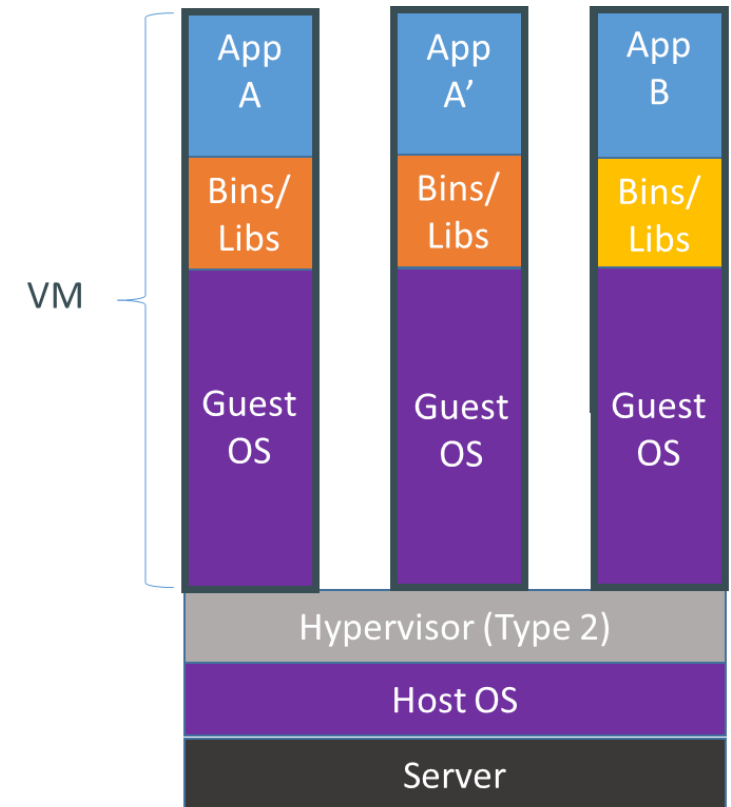 App
A
App
A’
App
B
Bins/
Libs
Bins/
Libs
Bins/
Libs
VM
Guest
OS
Guest
OS
Guest
OS
Hypervisor (Type 2)
Host OS
Server